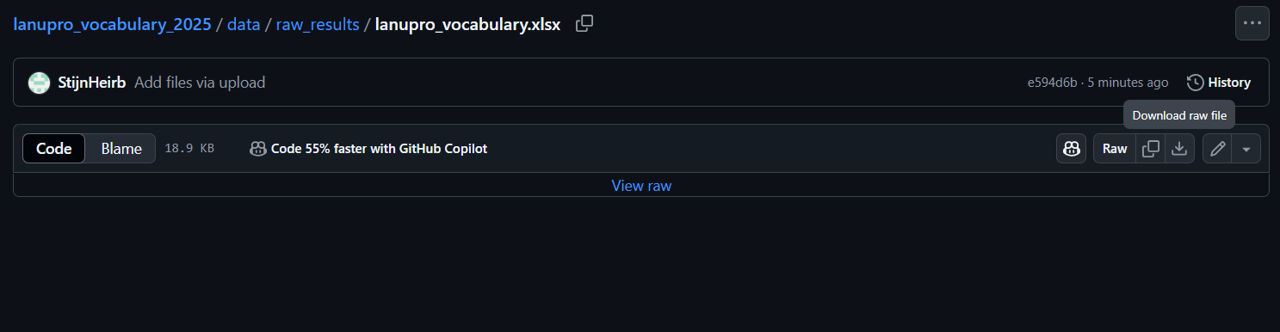 lanupro_vocabulary_2025 / data / raw_results / lanupro_vocabulary.xlsx
StijnHeirb Add files via upload e594d6b · 5 minutes ago History
Download raw file
Code Blame 18.9 KB Code 55% faster with GitHub Copilot Raw
View raw